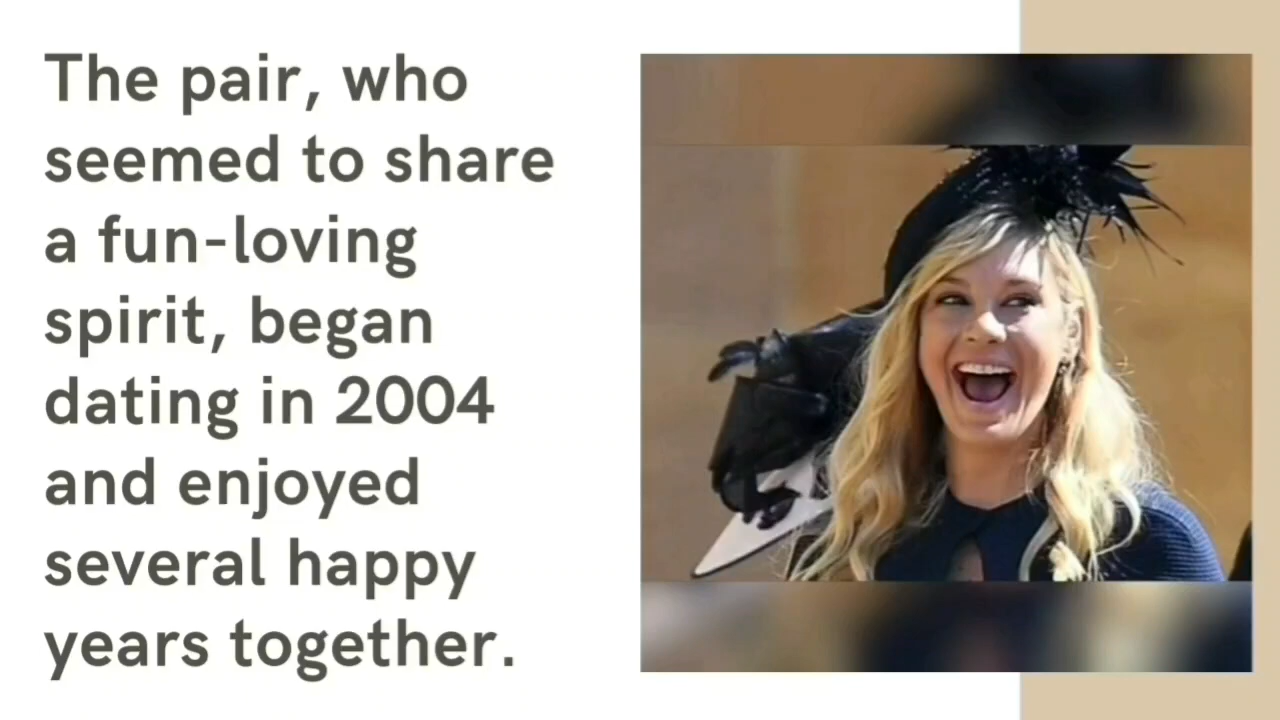 The pair, who
seemed to share
a fun-loving
spirit, began
dating in 2004
and enjoyed
several happy
years together.